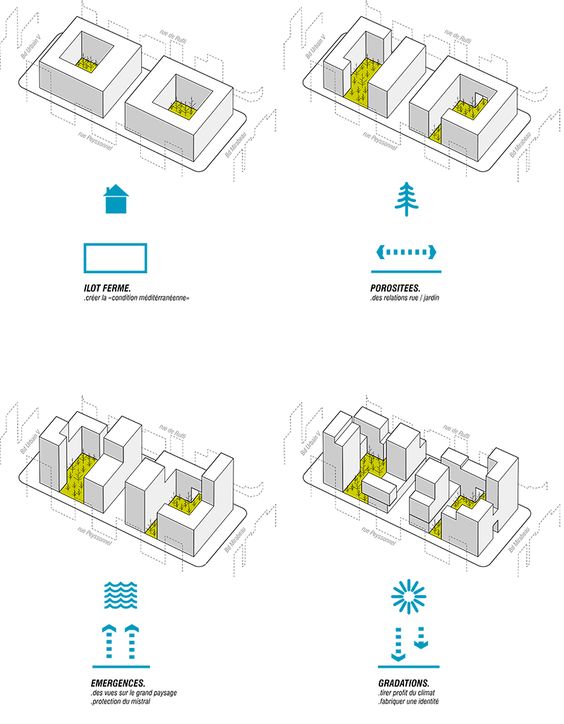 Bd Urbain V
rue de Ruffi
rue Peyssonnel
Bd Mirabeau
Bd Urbain V
rue de Ruffi
rue Peyssonnel
Bd Mirabeau
ILOT FERME.
.créer la «condition méditérranéenne»
POROSITEES.
.des relations rue / jardin
Bd Urbain V
rue de Ruffi
rue Peyssonnel
Bd Mirabeau
Bd Urbain V
rue de Ruffi
rue Peyssonnel
Bd Mirabeau
EMERGENCES.
.des vues sur le grand paysage
.protection du mistral
GRADATIONS.
.tirer profit du climat
.fabriquer une identité